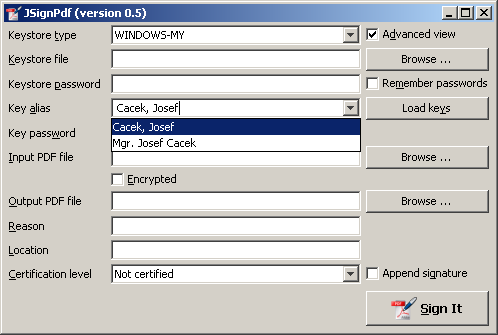 JSignPdf (version 0.5)
Keystore type WINDOWS-MY Advanced view
Keystore file Browse ...
Keystore password Remember passwords
Key alias Cacek, Josef Load keys
Cacek, Josef
Key password Mgr. Josef Cacek
Input PDF file Browse ...
Encrypted
Output PDF file Browse ...
Reason
Location
Certification level Not certified Append signature
Sign It